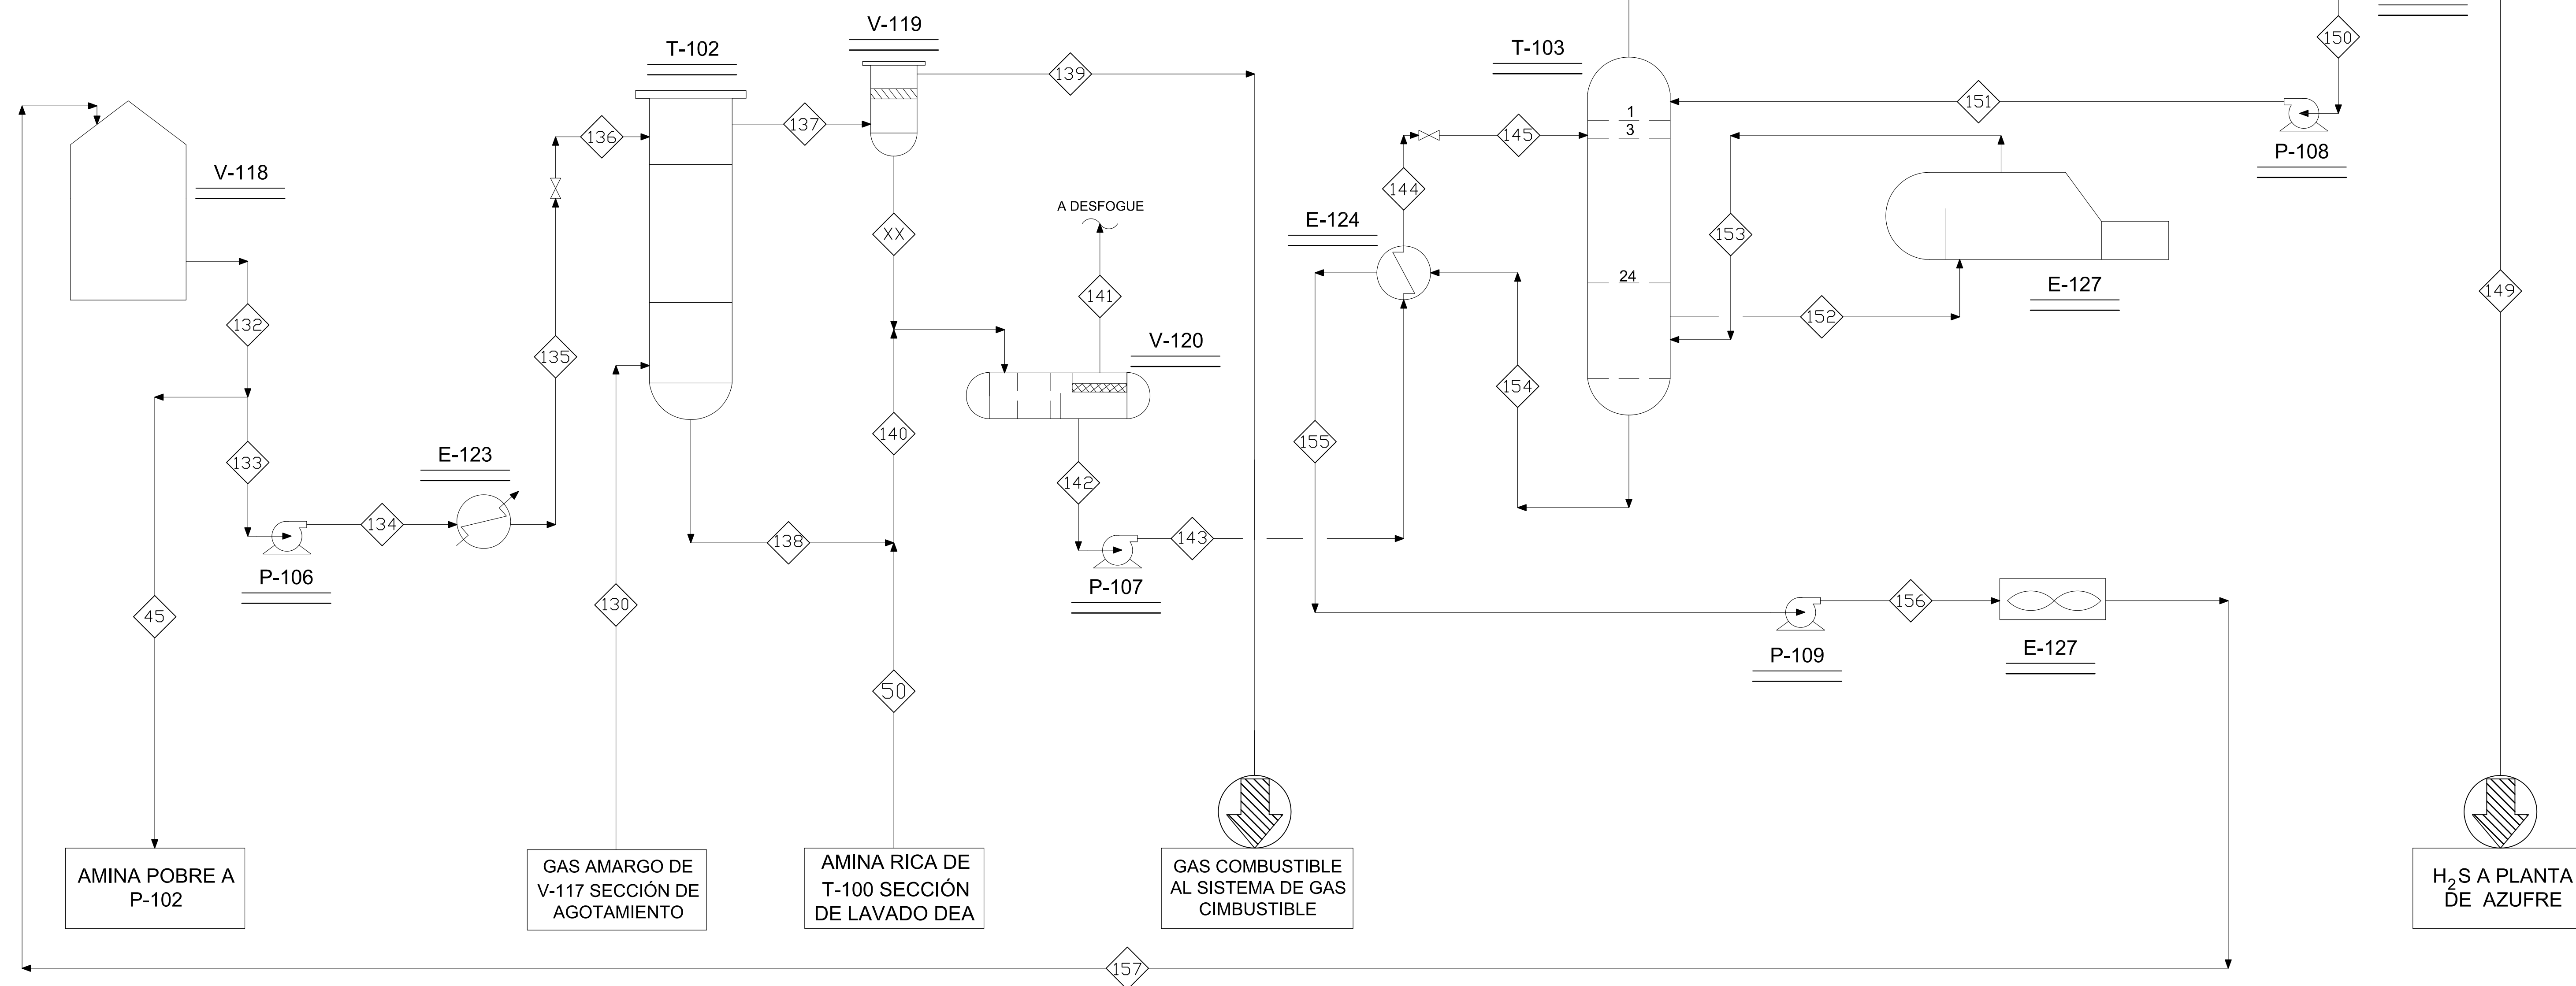 V-119
T-102
T-103
150
139
151
1
3
137
136
145
P-108
V-118
144
A DESFOGUE
E-124
XX
153
24
141
E-127
149
132
152
V-120
135
154
140
155
E-123
133
142
134
143
138
P-106
P-107
130
156
45
E-127
P-109
50
AMINA POBRE A
P-102
GAS AMARGO DE
V-117 SECCIÓN DE
AGOTAMIENTO
AMINA RICA DE
T-100 SECCIÓN
DE LAVADO DEA
GAS COMBUSTIBLE
AL SISTEMA DE GAS
CIMBUSTIBLE
H₂S A PLANTA
DE AZUFRE
157